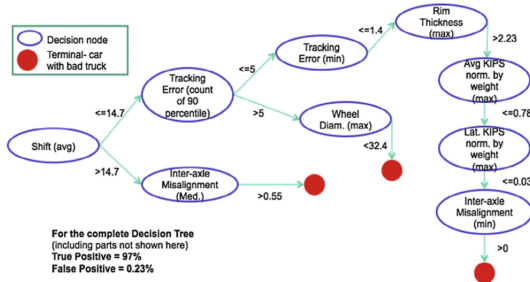 Decision node
Terminal- car
with bad truck
Shift (avg)
<=14.7
>14.7
Tracking
Error (count
of 90
percentile)
Inter-axle
Misalignment
(Med.)
>0.55
<=5
>5
Tracking
Error (min)
Wheel
Diam. (max)
<32.4
<=1.4
Rim
Thickness
(max)
>2.23
Avg KIPS
norm. by
weight
(max)
<=0.78
Lat. KIPS
norm. by
weight
(max)
<=0.03
Inter-axle
Misalignment
(min)
>0
For the complete Decision Tree
(including parts not shown here)
True Positive = 97%
False Positive = 0.23%